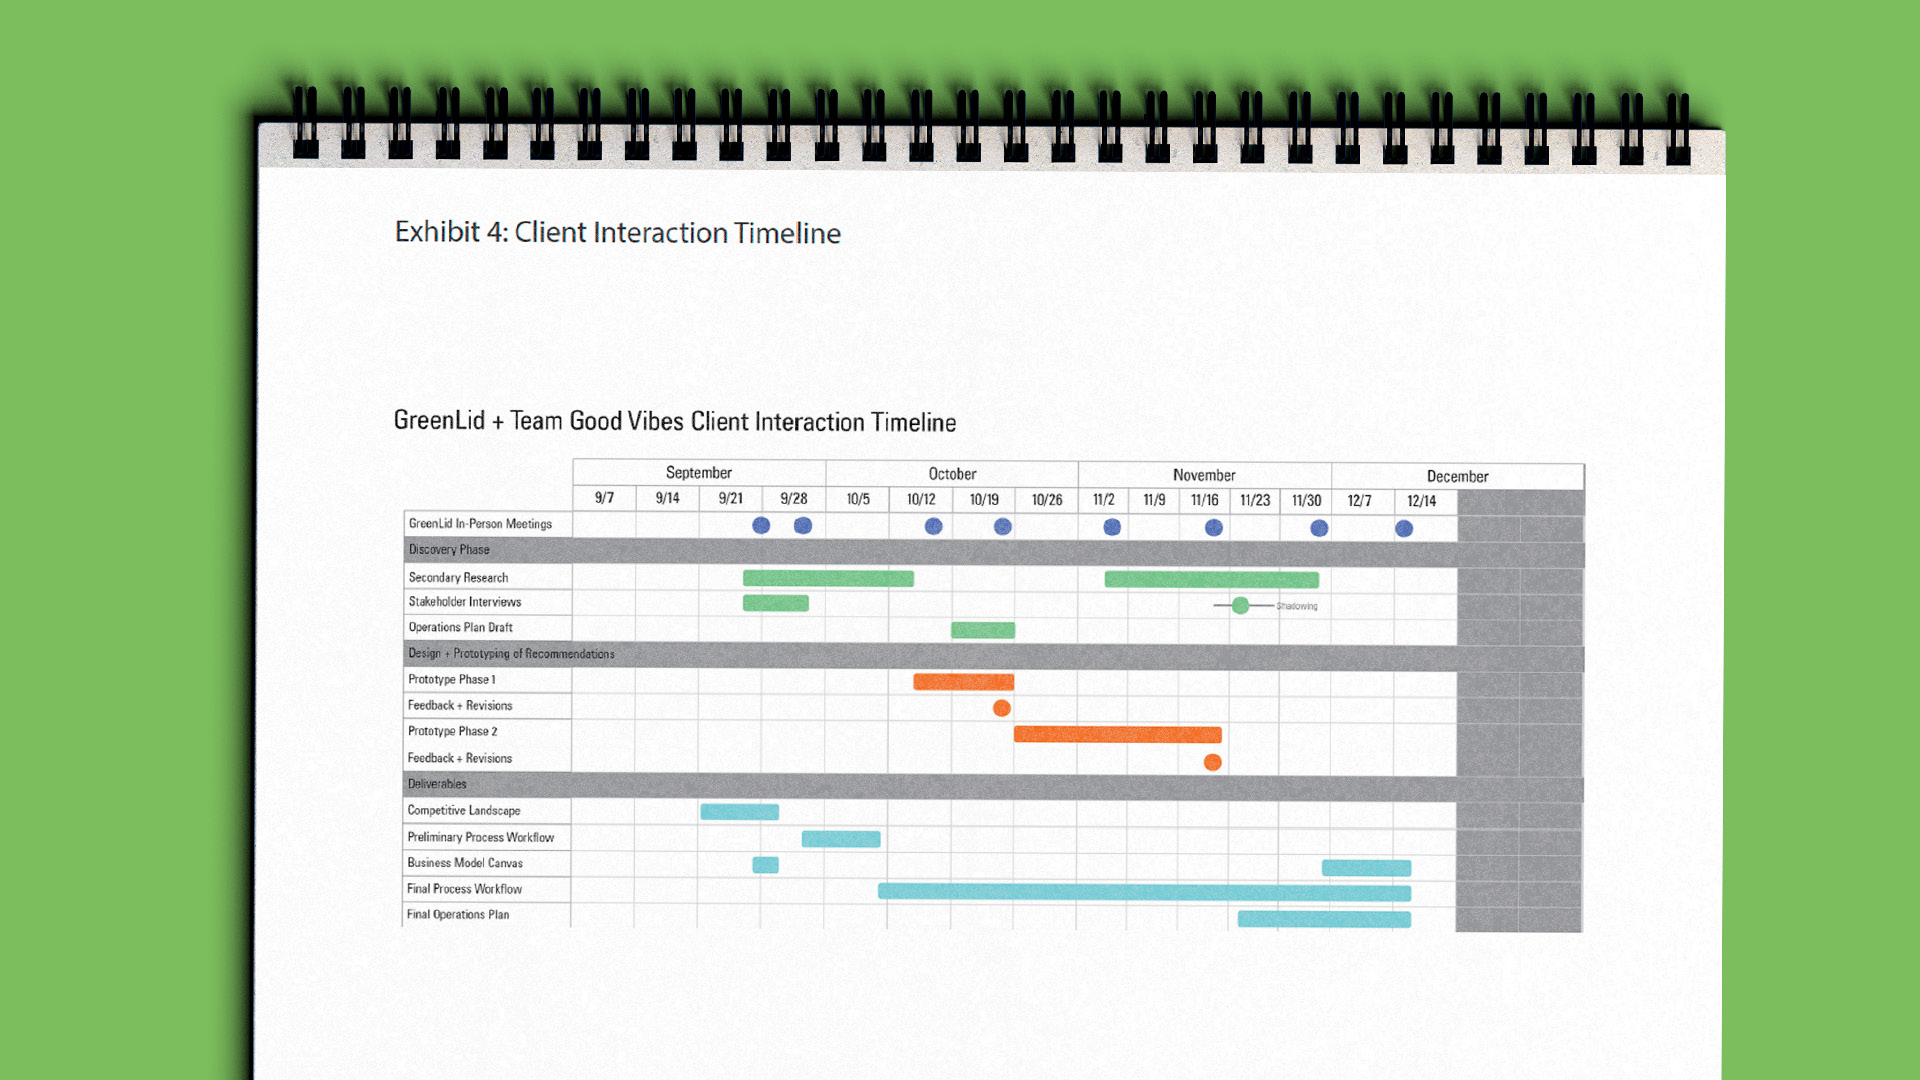 Exhibit 4: Client Interaction Timeline
GreenLid + Team Good Vibes Client Interaction Timeline
September October November December
9/7 9/14 9/21 9/28 10/5 10/12 10/19 10/26 11/2 11/9 11/16 11/23 11/30 12/7 12/14
GreenLid In-Person Meetings
Discovery Phase
Secondary Research
Stakeholder Interviews Shadowing
Operations Plan Draft
Design + Prototyping of Recommendations
Prototype Phase 1
Feedback + Revisions
Prototype Phase 2
Feedback + Revisions
Deliverables
Competitive Landscape
Preliminary Process Workflow
Business Model Canvas
Final Process Workflow
Final Operations Plan